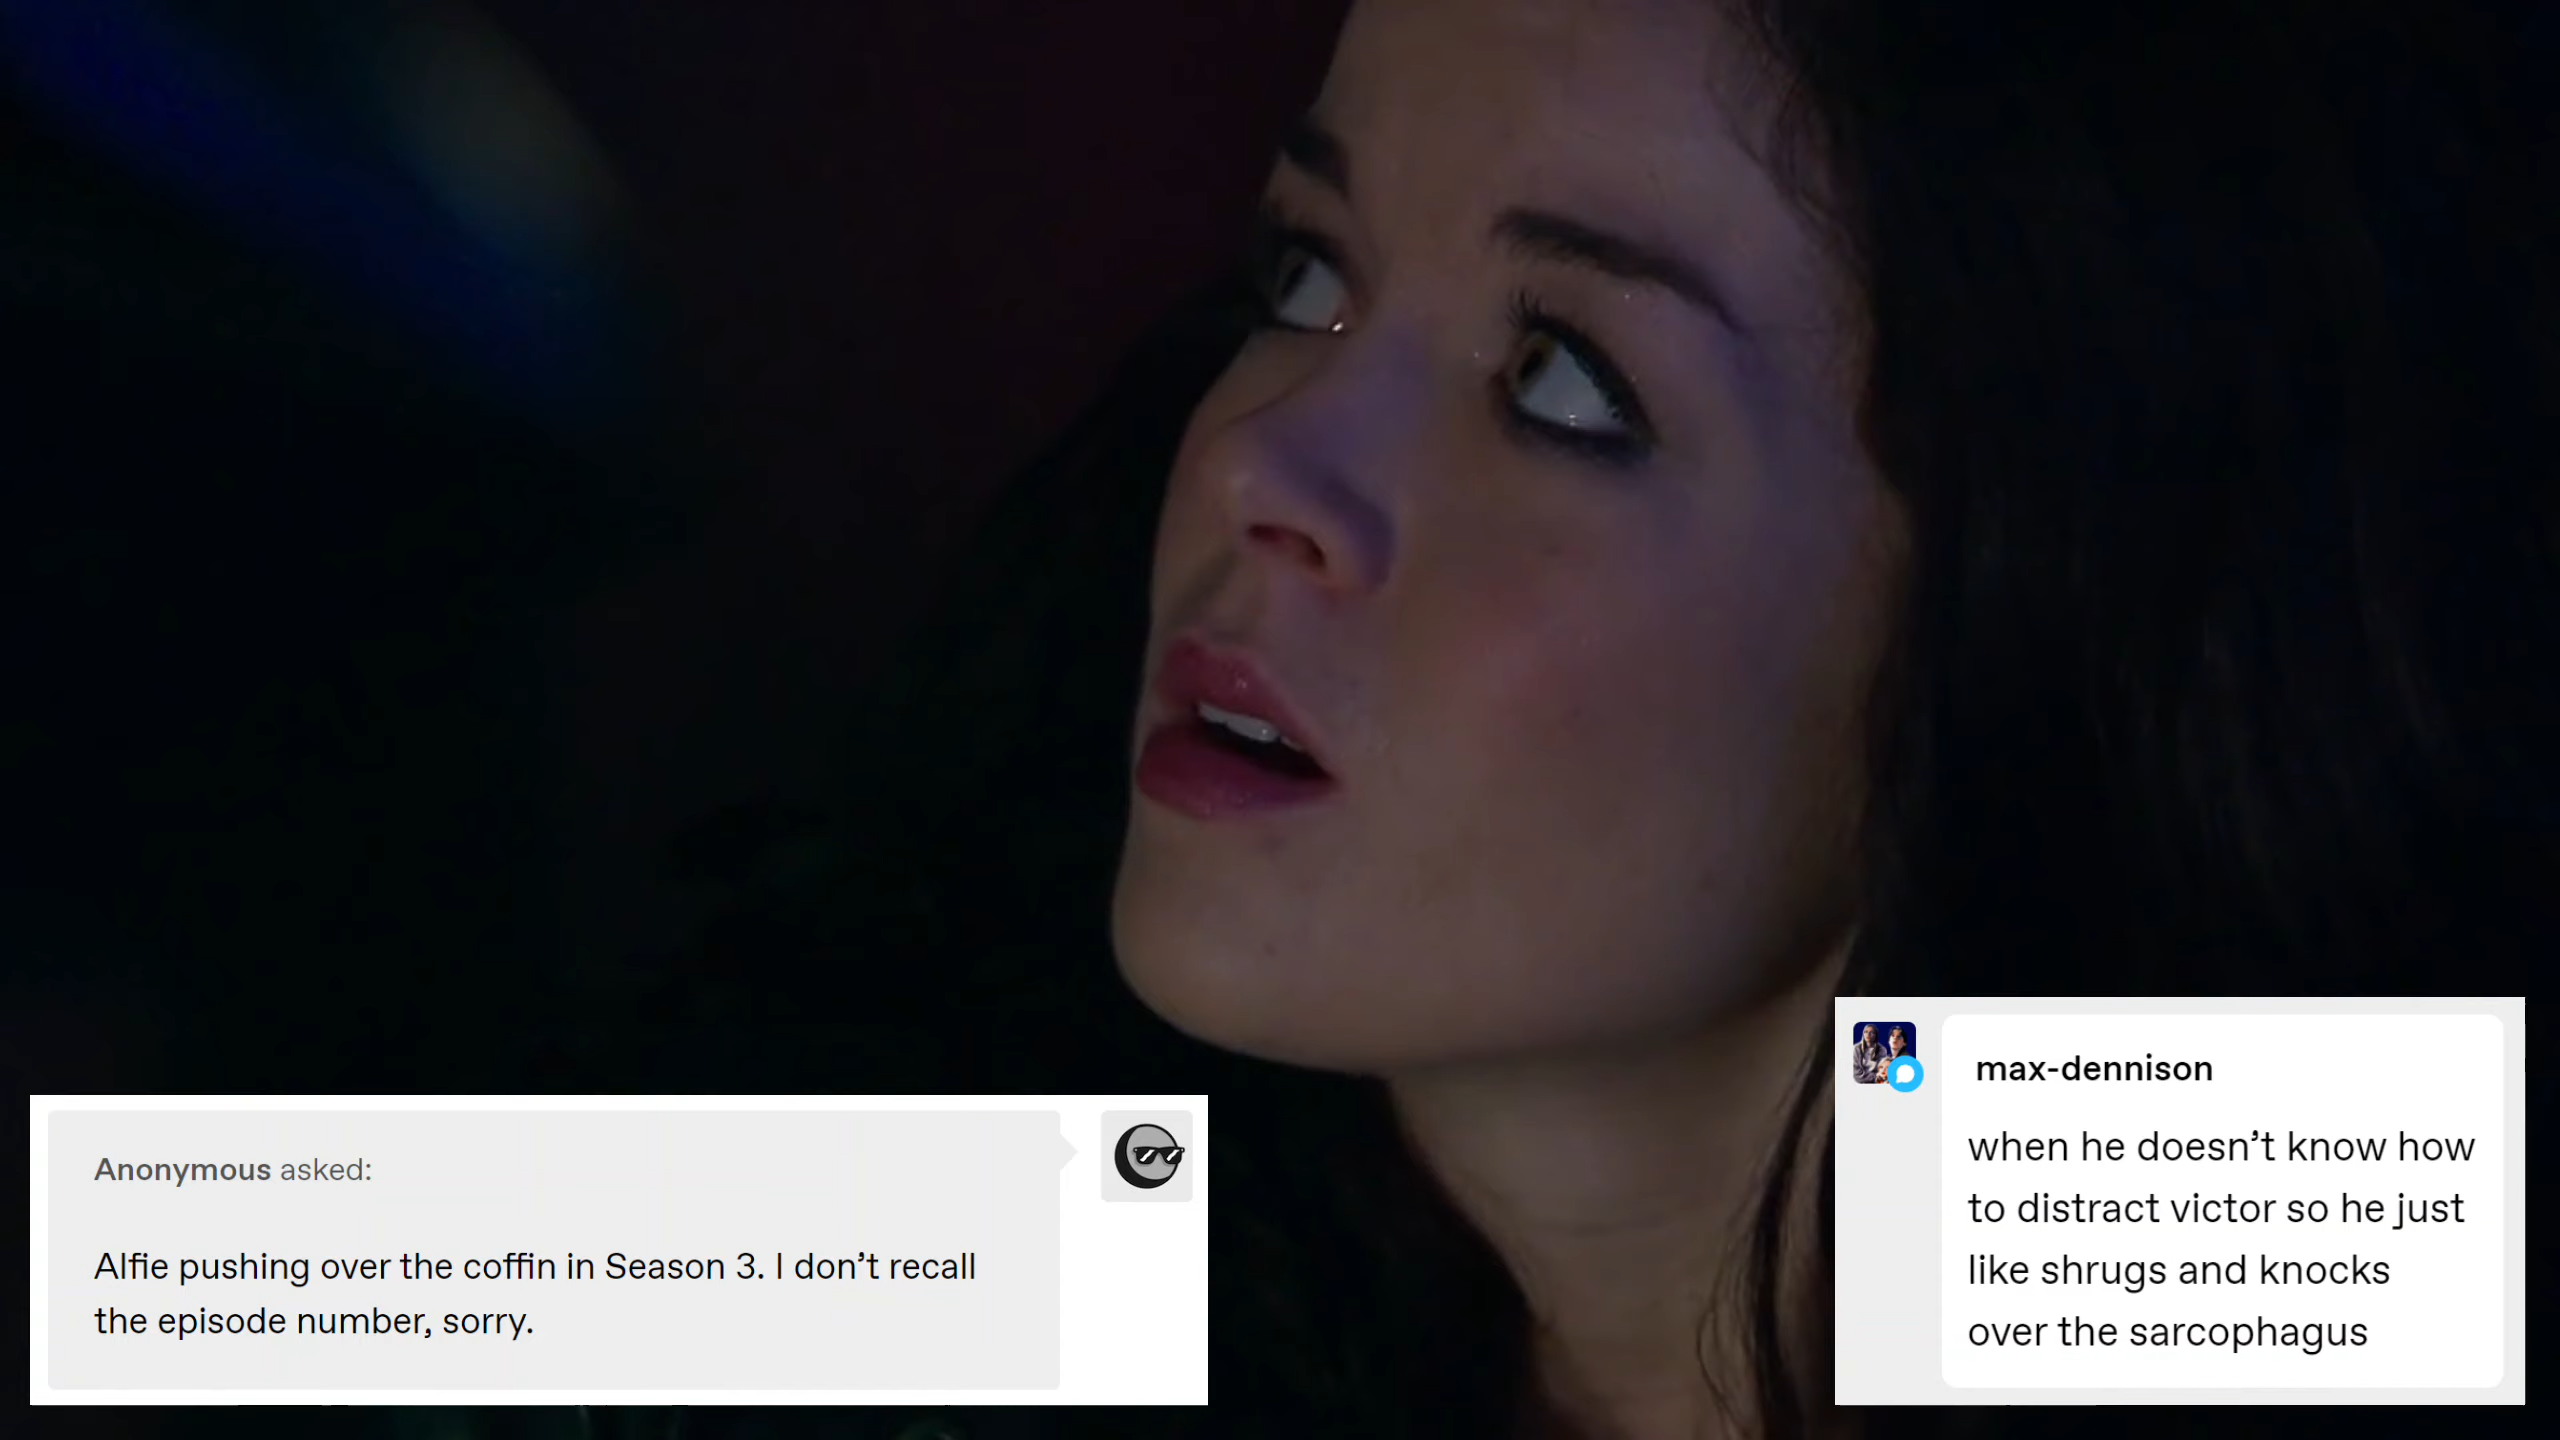 Anonymous asked:
Alfie pushing over the coffin in Season 3. I don’t recall
the episode number, sorry.
max-dennison
when he doesn’t know how
to distract victor so he just
like shrugs and knocks
over the sarcophagus